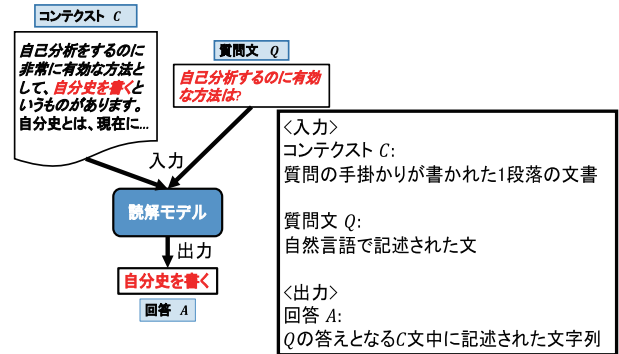 コンテクスト C
自己分析をするのに
非常に有効な方法と
して、自分史を書くと
いうものがあります。
自分史とは、現在に...
質問文 Q
自己分析するのに有効
な方法は?
入力
読解モデル
出力
自分史を書く
回答 A
<入力>
コンテクスト C:
質問の手掛かりが書かれた1段落の文書
質問文 Q:
自然言語で記述された文
<出力>
回答 A:
Qの答えとなるC文中に記述された文字列